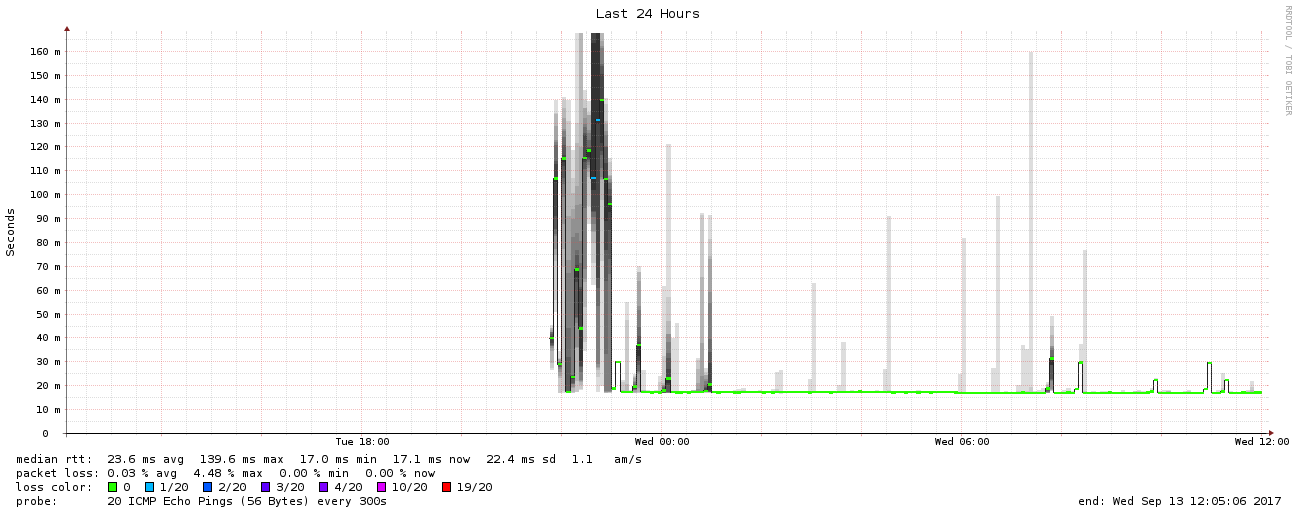 Last 24 Hours
RRDTOOL / TOBI OETIKER
Seconds
160 m
150 m
140 m
130 m
120 m
110 m
100 m
90 m
80 m
70 m
60 m
50 m
40 m
30 m
20 m
10 m
0
Tue 18:00 Wed 00:00 Wed 06:00 Wed 12:00
median rtt: 23.6 ms avg 139.6 ms max 17.0 ms min 17.1 ms now 22.4 ms sd 1.1 am/s
packet loss: 0.03 % avg 4.48 % max 0.00 % min 0.00 % now
loss color: 0 1/20 2/20 3/20 4/20 10/20 19/20
probe: 20 ICMP Echo Pings (56 Bytes) every 300s end: Wed Sep 13 12:05:06 2017